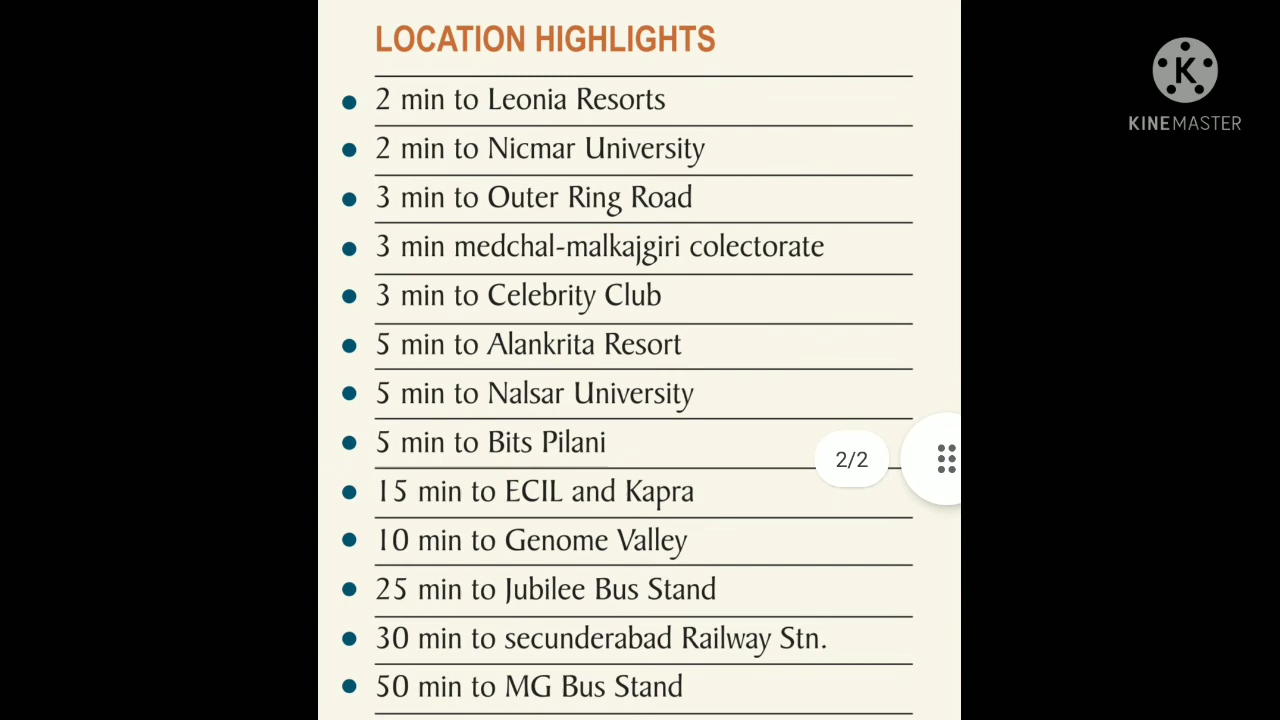 LOCATION HIGHLIGHTS
2 min to Leonia Resorts
2 min to Nicmar University
3 min to Outer Ring Road
3 min medchal-malkajgiri colectorate
3 min to Celebrity Club
5 min to Alankrita Resort
5 min to Nalsar University
5 min to Bits Pilani
15 min to ECIL and Kapra
10 min to Genome Valley
25 min to Jubilee Bus Stand
30 min to secunderabad Railway Stn.
50 min to MG Bus Stand
2/2
K
KINEMASTER